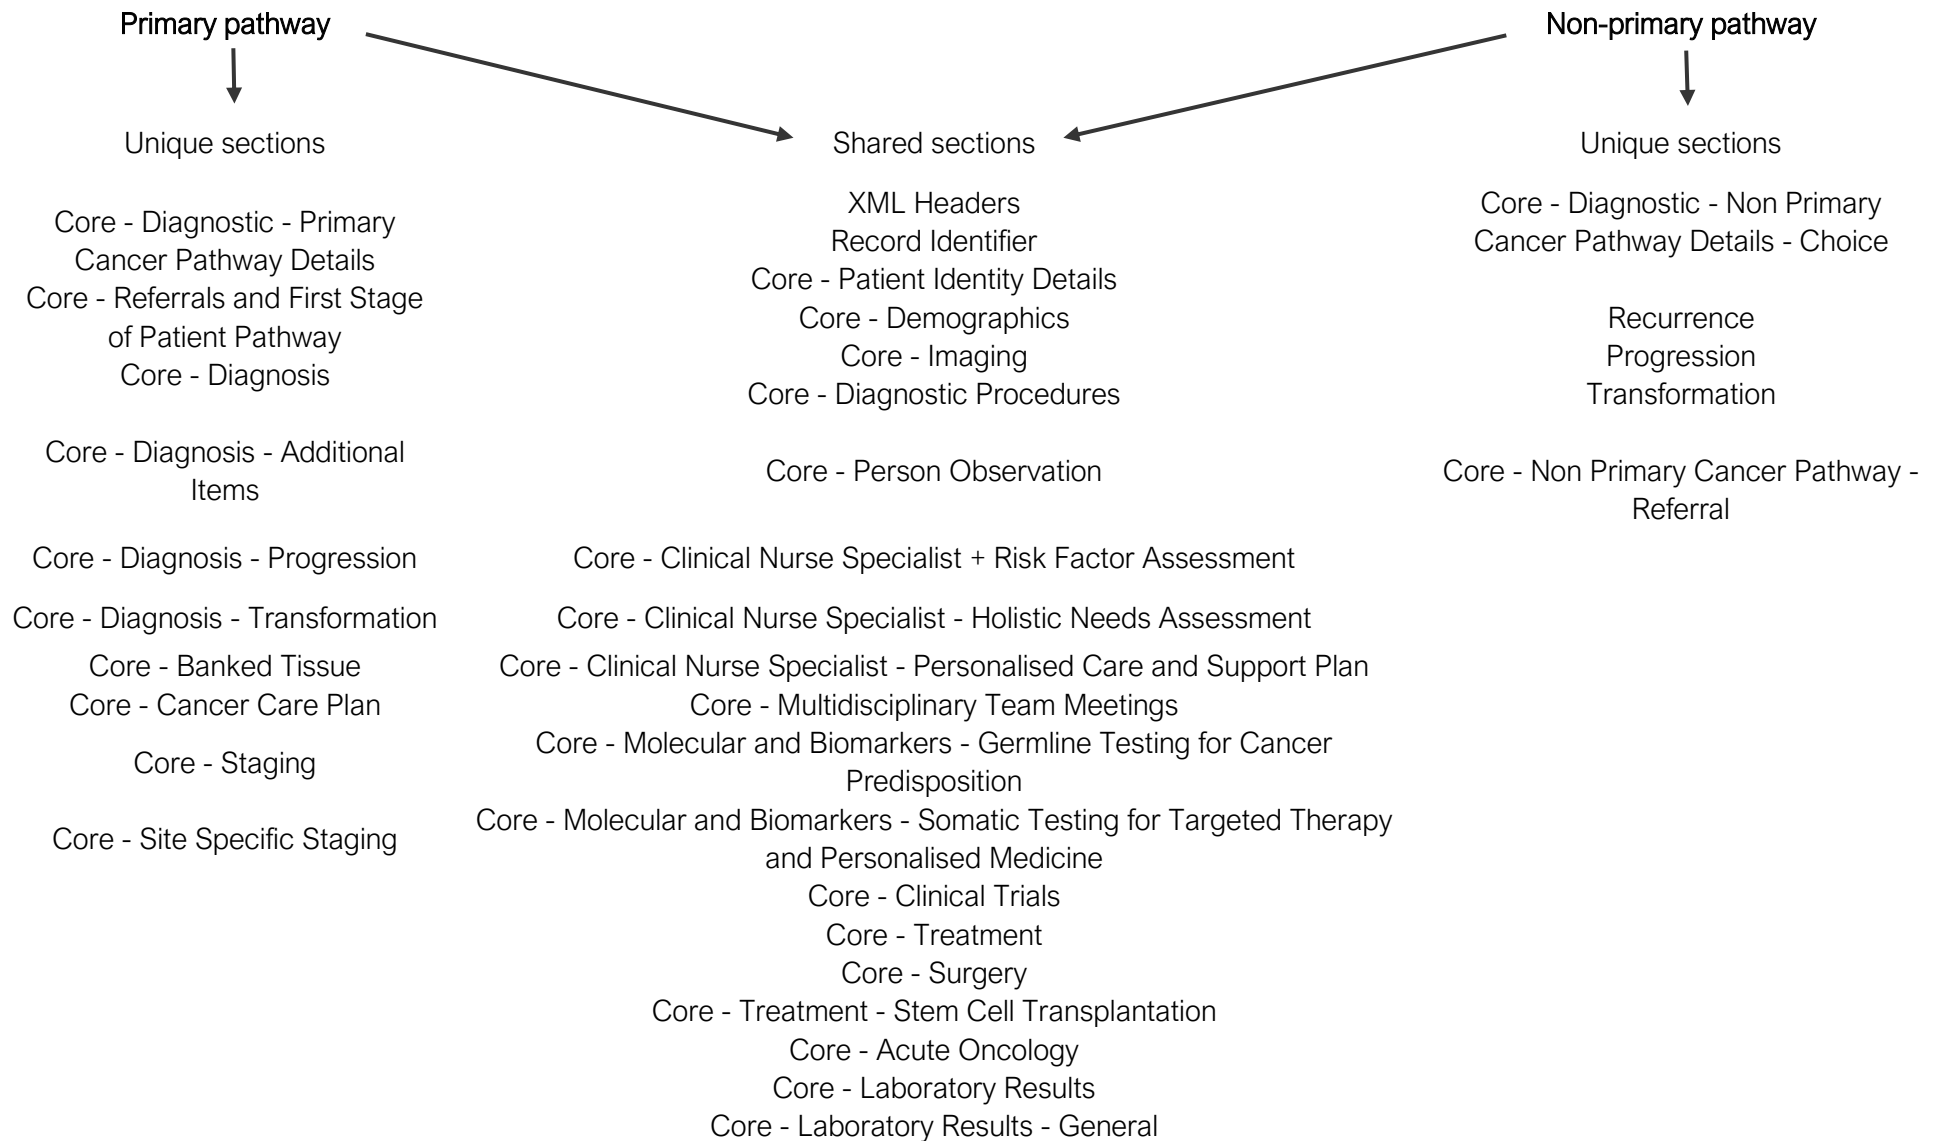 Primary pathway
Non-primary pathway
Unique sections
Shared sections
Unique sections
Core - Diagnostic - Primary
Cancer Pathway Details
Core - Referrals and First Stage
of Patient Pathway
Core - Diagnosis
Core - Diagnosis - Additional
Items
Core - Diagnosis - Progression
Core - Diagnosis - Transformation
Core - Banked Tissue
Core - Cancer Care Plan
Core - Staging
Core - Site Specific Staging
XML Headers
Record Identifier
Core - Patient Identity Details
Core - Demographics
Core - Imaging
Core - Diagnostic Procedures
Core - Person Observation
Core - Clinical Nurse Specialist + Risk Factor Assessment
Core - Clinical Nurse Specialist - Holistic Needs Assessment
Core - Clinical Nurse Specialist - Personalised Care and Support Plan
Core - Multidisciplinary Team Meetings
Core - Molecular and Biomarkers - Germline Testing for Cancer
Predisposition
Core - Molecular and Biomarkers - Somatic Testing for Targeted Therapy
and Personalised Medicine
Core - Clinical Trials
Core - Treatment
Core - Surgery
Core - Treatment - Stem Cell Transplantation
Core - Acute Oncology
Core - Laboratory Results
Core - Laboratory Results - General
Core - Diagnostic - Non Primary
Cancer Pathway Details - Choice
Recurrence
Progression
Transformation
Core - Non Primary Cancer Pathway -
Referral